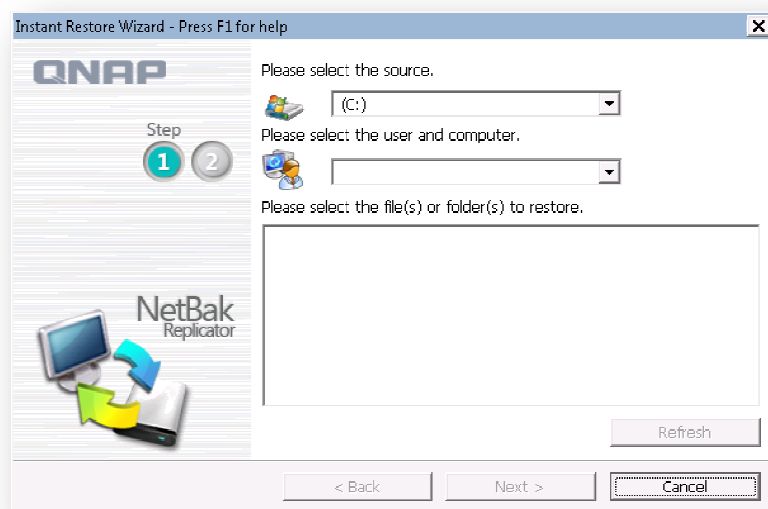 Instant Restore Wizard - Press F1 for help
QNAP
Please select the source.
(C:)
Step
1 2
Please select the user and computer.
Please select the file(s) or folder(s) to restore.
NetBak
Replicator
Refresh
< Back Next > Cancel